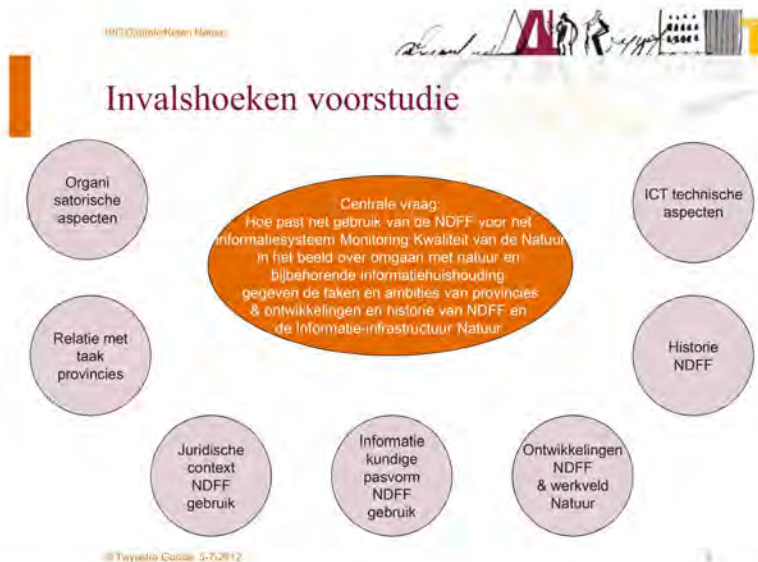 Invalshoeken voorstudie
Organi
satorische
aspecten
Centrale vraag:
Hoe past het gebruik van de NDFF voor het
informatiesysteem Monitoring Kwaliteit van de Natuur
in het beeld over omgaan met natuur en
bijbehorende informatiehuishouding
gegeven de taken en ambities van provincies
& ontwikkelingen en historie van NDFF en
de Informatie-infrastructuur Natuur
ICT technische
aspecten
Relatie met
taak
provincies
Historie
NDFF
Juridische
context
NDFF
gebruik
Informatie
kundige
pasvorm
NDFF
gebruik
Ontwikkelingen
NDFF
& werkveld
Natuur
© Twynstra Gudde 5-7-2012